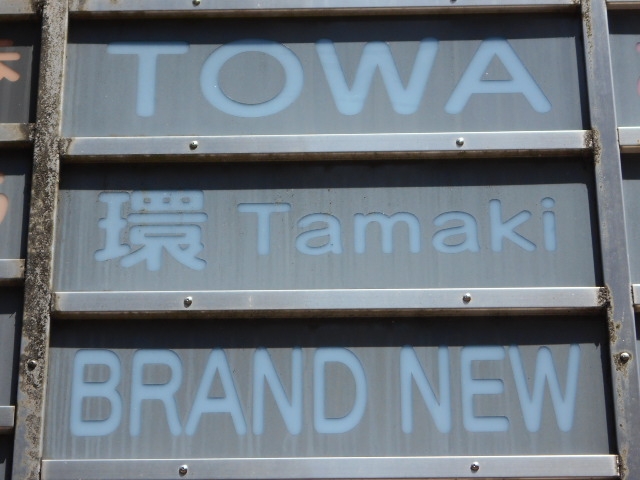 TOWA
環 Tamaki
BRAND NEW